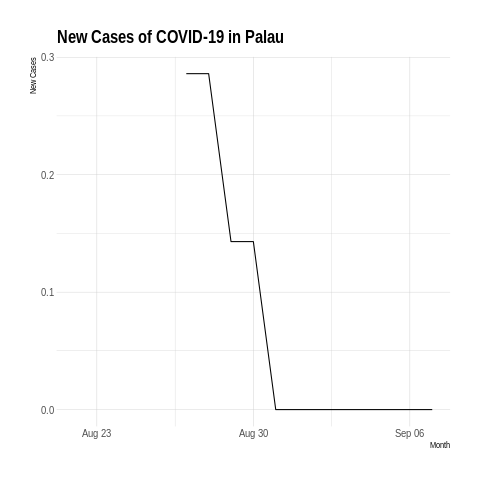 New Cases of COVID-19 in Palau
New Cases
0.3
0.2
0.1
0.0
Aug 23 Aug 30 Sep 06
Month